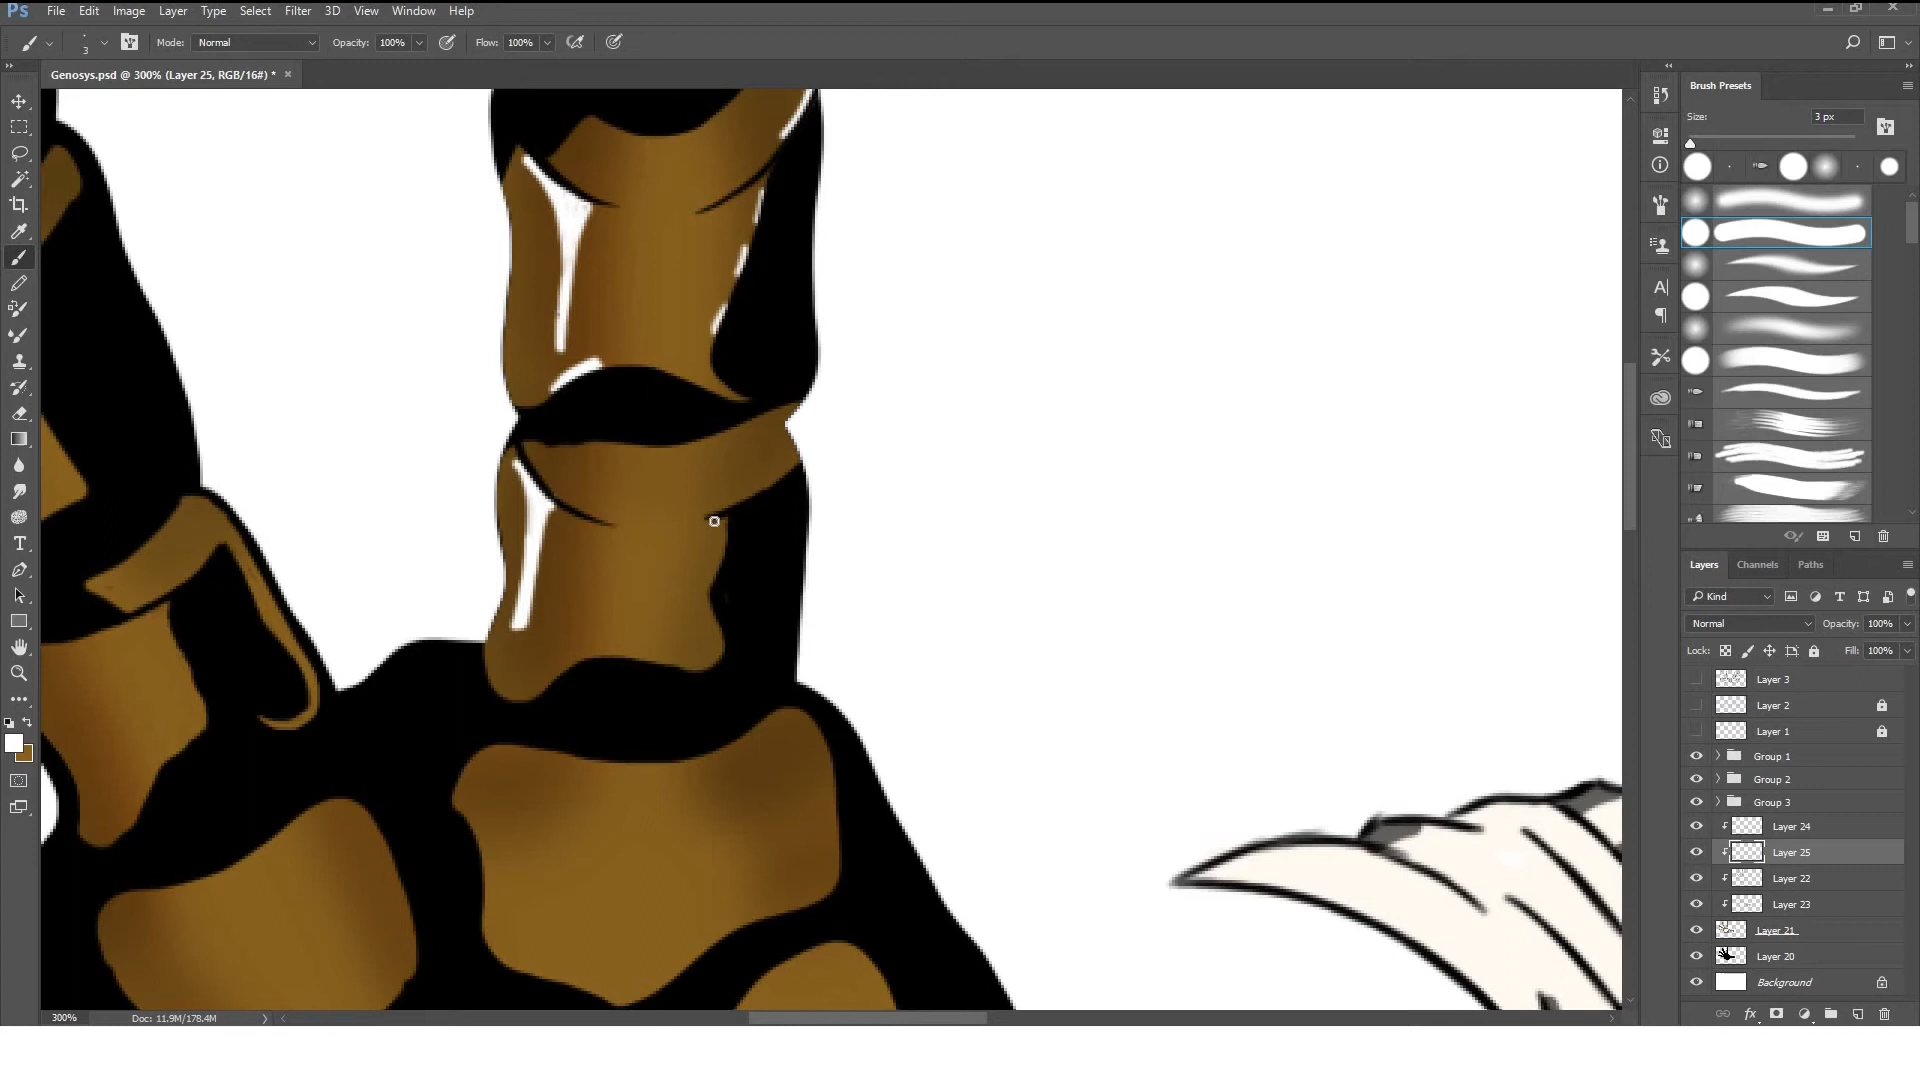 Ps File Edit Image Layer Type Select Filter 3D View Window Help
3 Mode: Normal Opacity: 100% Flow: 100%
Genosys.psd @ 300% (Layer 25, RGB/16#) * ×
Brush Presets
Size: 3 px
Layers Channels Paths
Kind
Normal Opacity: 100%
Lock: Fill: 100%
Layer 3
Layer 2
Layer 1
Group 1
Group 2
Group 3
Layer 24
Layer 25
Layer 22
Layer 23
Layer 21
Layer 20
Background
300% Doc: 11.9M/178.4M